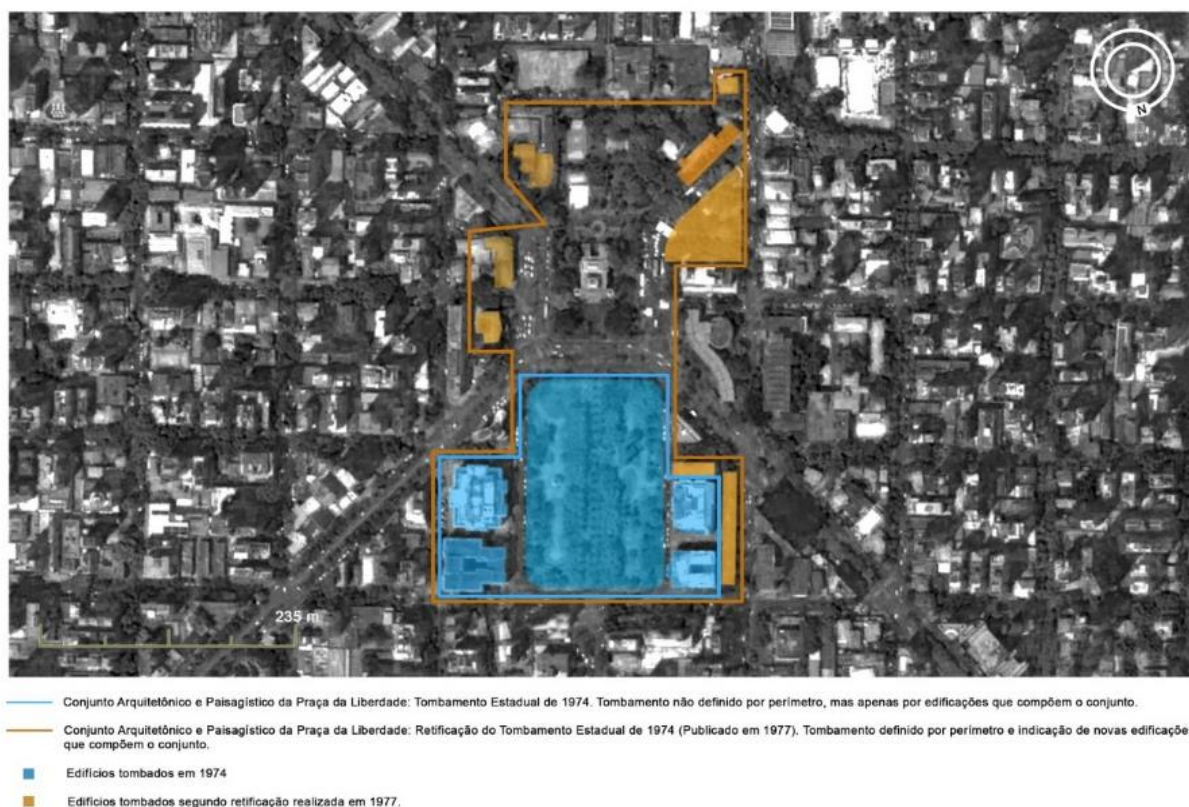 N
235 m
Conjunto Arquitetônico e Paisagístico da Praça da Liberdade: Tombamento Estadual de 1974. Tombamento não definido por perímetro, mas apenas por edificações que compõem o conjunto.
Conjunto Arquitetônico e Paisagístico da Praça da Liberdade: Retificação do Tombamento Estadual de 1974 (Publicado em 1977). Tombamento definido por perímetro e indicação de novas edificaçõe
que compõem o conjunto.
Edifícios tombados em 1974
Edifícios tombados segundo retificação realizada em 1977.